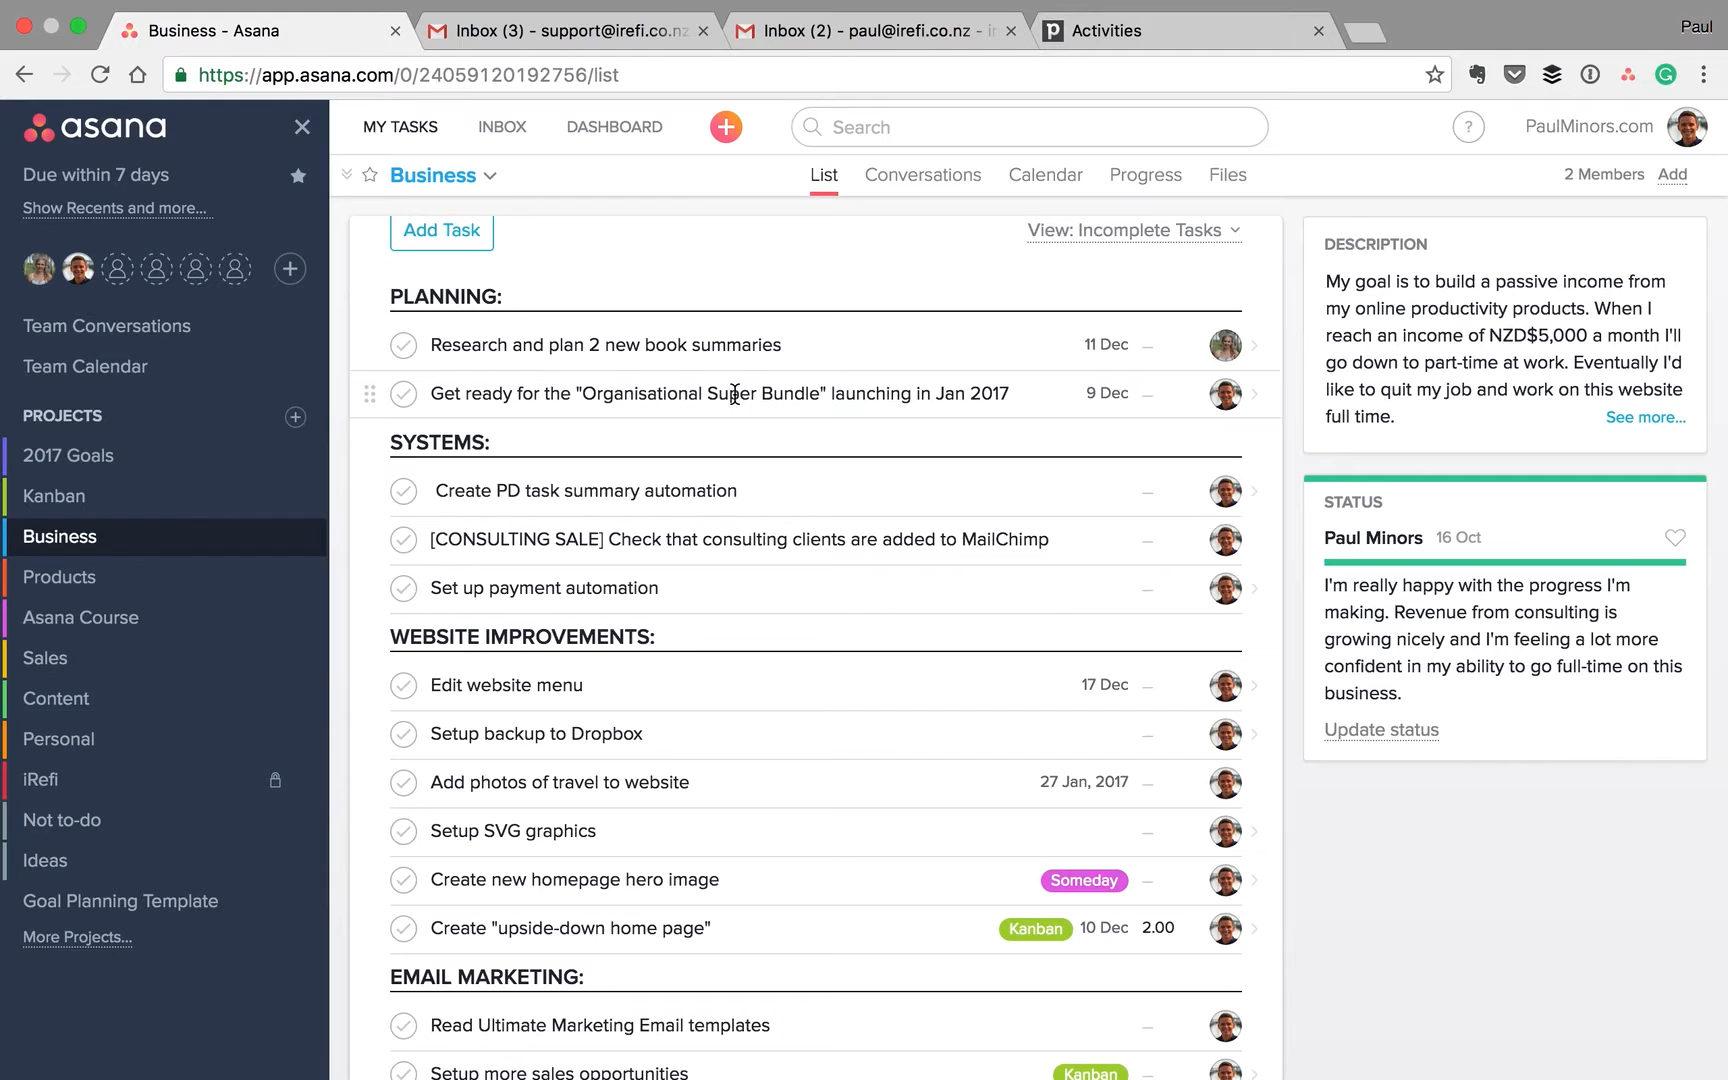 Business - Asana
Inbox (3) - support@irefi.co.nz
Inbox (2) - paul@irefi.co.nz - in
Activities
Paul
https://app.asana.com/0/24059120192756/list
asana
MY TASKS
INBOX
DASHBOARD
Search
?
PaulMinors.com
Due within 7 days
Show Recents and more...
Team Conversations
Team Calendar
PROJECTS
2017 Goals
Kanban
Business
Products
Asana Course
Sales
Content
Personal
iRefi
Not to-do
Ideas
Goal Planning Template
More Projects...
Business
List
Conversations
Calendar
Progress
Files
2 Members
Add
Add Task
View: Incomplete Tasks
PLANNING:
Research and plan 2 new book summaries 11 Dec
Get ready for the "Organisational Super Bundle" launching in Jan 2017 9 Dec
SYSTEMS:
Create PD task summary automation
[CONSULTING SALE] Check that consulting clients are added to MailChimp
Set up payment automation
WEBSITE IMPROVEMENTS:
Edit website menu 17 Dec
Setup backup to Dropbox
Add photos of travel to website 27 Jan, 2017
Setup SVG graphics
Create new homepage hero image Someday
Create "upside-down home page" Kanban 10 Dec 2.00
EMAIL MARKETING:
Read Ultimate Marketing Email templates
Setup more sales opportunities Kanban
DESCRIPTION
My goal is to build a passive income from
my online productivity products. When I
reach an income of NZD$5,000 a month I'll
go down to part-time at work. Eventually I'd
like to quit my job and work on this website
full time.
See more...
STATUS
Paul Minors 16 Oct
I'm really happy with the progress I'm
making. Revenue from consulting is
growing nicely and I'm feeling a lot more
confident in my ability to go full-time on this
business.
Update status